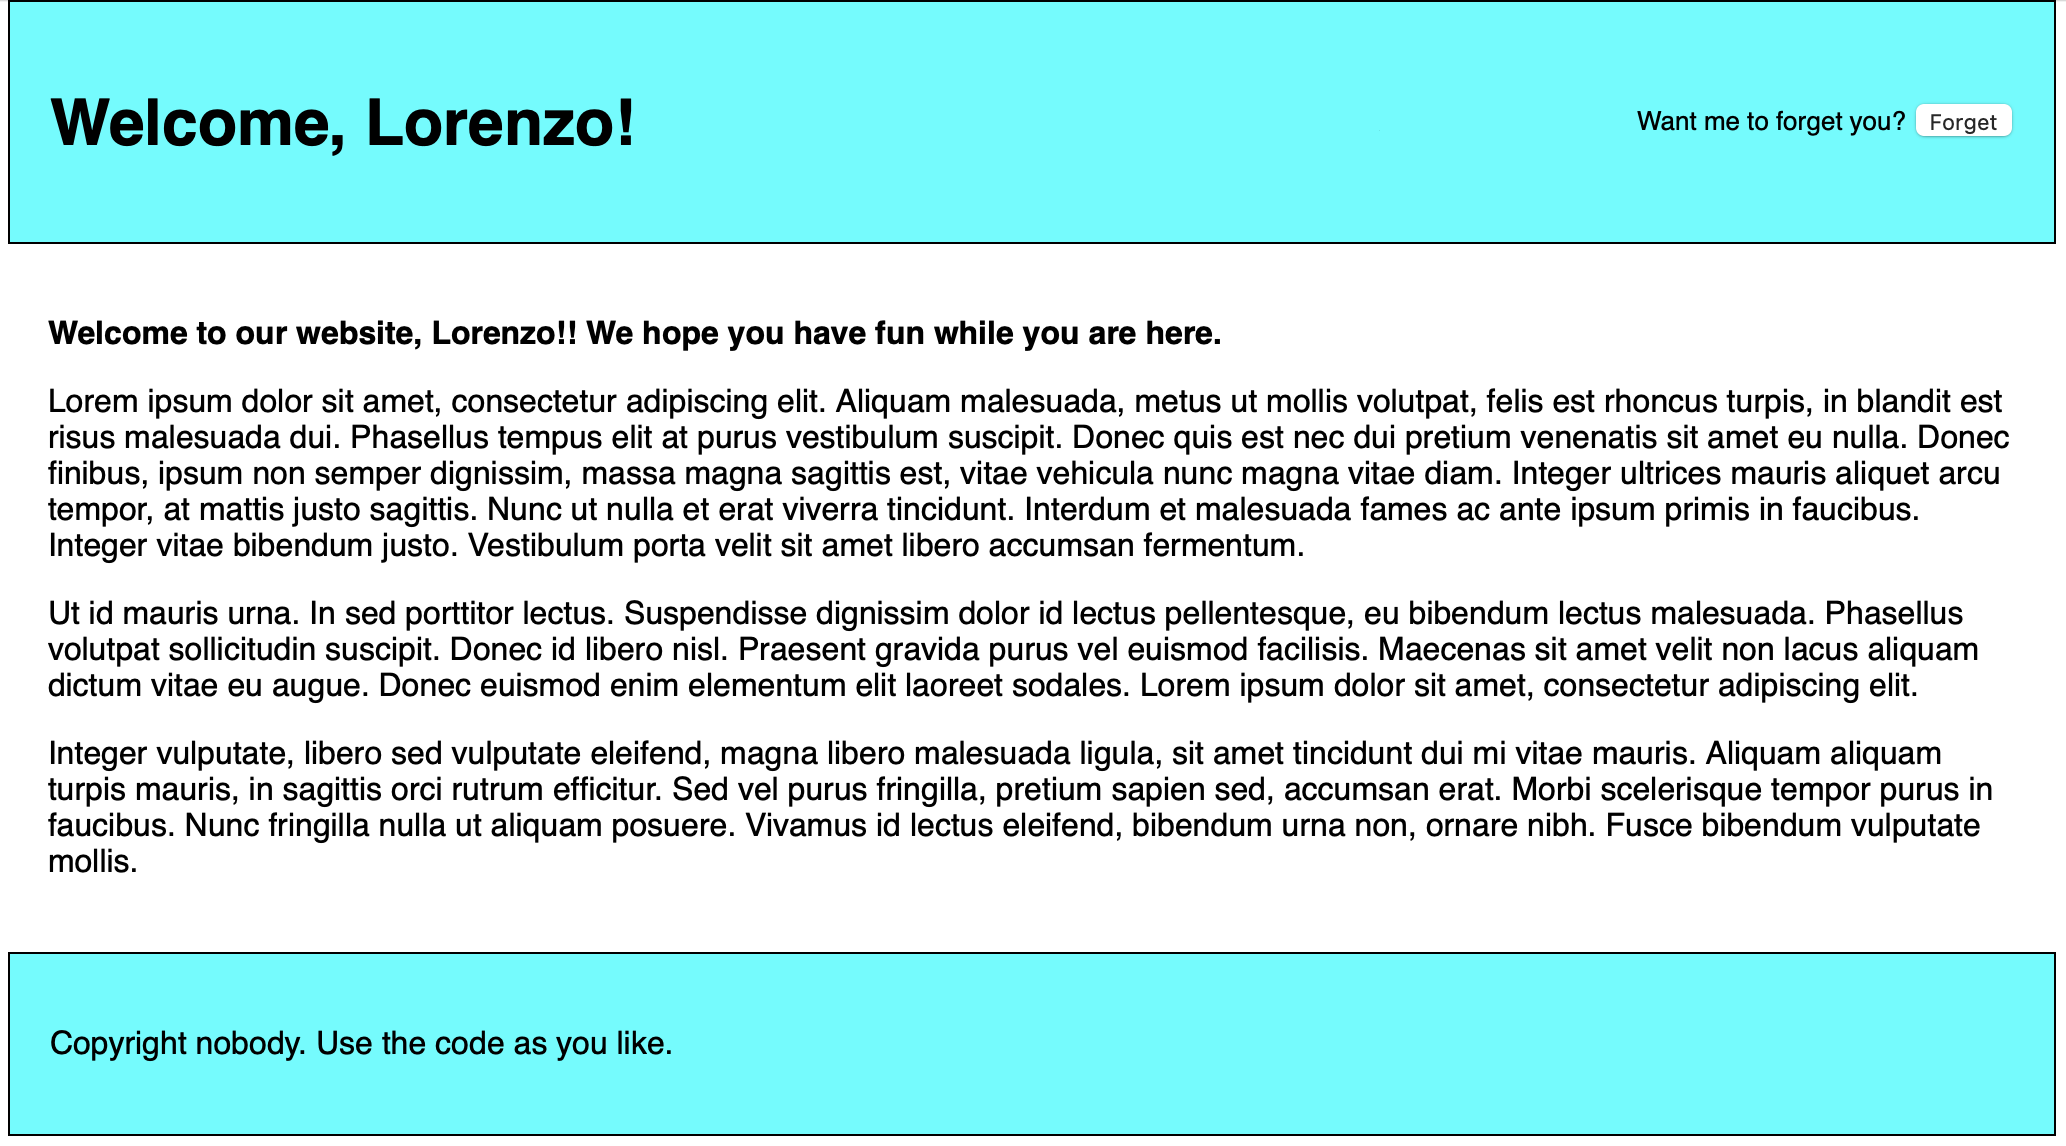 Welcome, Lorenzo!
Want me to forget you? Forget
Welcome to our website, Lorenzo!! We hope you have fun while you are here.
Lorem ipsum dolor sit amet, consectetur adipiscing elit. Aliquam malesuada, metus ut mollis volutpat, felis est rhoncus turpis, in blandit est
risus malesuada dui. Phasellus tempus elit at purus vestibulum suscipit. Donec quis est nec dui pretium venenatis sit amet eu nulla. Donec
finibus, ipsum non semper dignissim, massa magna sagittis est, vitae vehicula nunc magna vitae diam. Integer ultrices mauris aliquet arcu
tempor, at mattis justo sagittis. Nunc ut nulla et erat viverra tincidunt. Interdum et malesuada fames ac ante ipsum primis in faucibus.
Integer vitae bibendum justo. Vestibulum porta velit sit amet libero accumsan fermentum.
Ut id mauris urna. In sed porttitor lectus. Suspendisse dignissim dolor id lectus pellentesque, eu bibendum lectus malesuada. Phasellus
volutpat sollicitudin suscipit. Donec id libero nisl. Praesent gravida purus vel euismod facilisis. Maecenas sit amet velit non lacus aliquam
dictum vitae eu augue. Donec euismod enim elementum elit laoreet sodales. Lorem ipsum dolor sit amet, consectetur adipiscing elit.
Integer vulputate, libero sed vulputate eleifend, magna libero malesuada ligula, sit amet tincidunt dui mi vitae mauris. Aliquam aliquam
turpis mauris, in sagittis orci rutrum efficitur. Sed vel purus fringilla, pretium sapien sed, accumsan erat. Morbi scelerisque tempor purus in
faucibus. Nunc fringilla nulla ut aliquam posuere. Vivamus id lectus eleifend, bibendum urna non, ornare nibh. Fusce bibendum vulputate
mollis.
Copyright nobody. Use the code as you like.